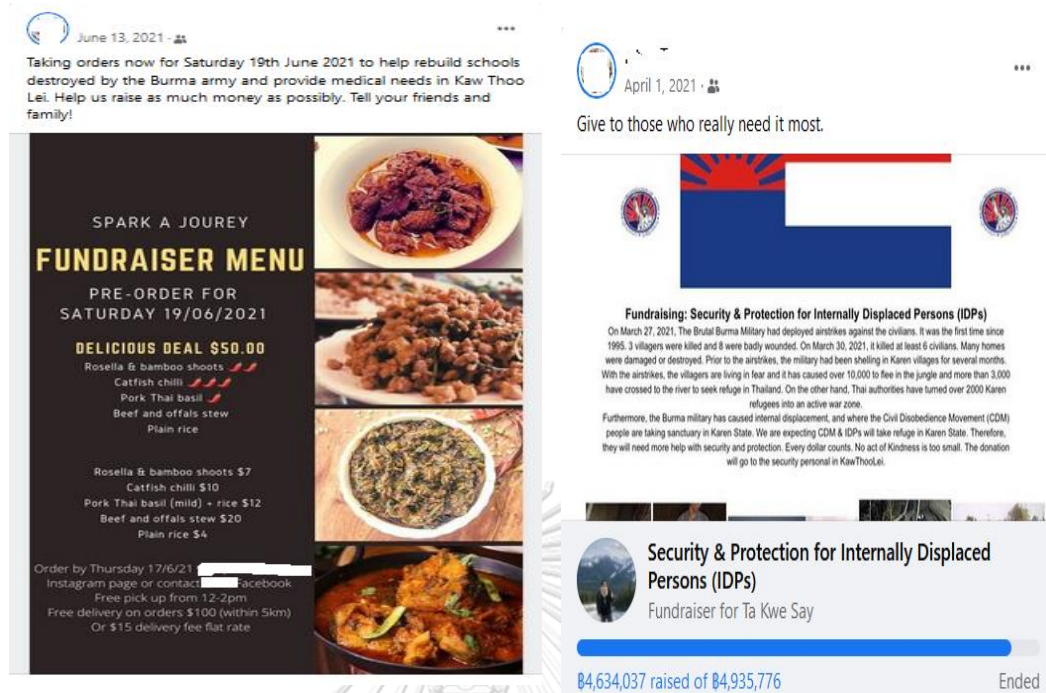 June 13, 2021
Taking orders now for Saturday 19th June 2021 to help rebuild schools
destroyed by the Burma army and provide medical needs in Kaw Thoo
Lei. Help us raise as much money as possibly. Tell your friends and
family!
SPARK A JOUREY
FUNDRAISER MENU
PRE-ORDER FOR
SATURDAY 19/06/2021
DELICIOUS DEAL $50.00
Rosella & bamboo shoots
Catfish chilli
Pork Thai basil
Beef and offals stew
Plain rice
Rosella & bamboo shoots $7
Catfish chilli $10
Pork Thai basil (mild) + rice $12
Beef and offals stew $20
Plain rice $4
Order by Thursday 17/6/21
Instagram page or contact Facebook
Free pick up from 12-2pm
Free delivery on orders $100 (within 5km)
Or $15 delivery fee flat rate
April 1, 2021
Give to those who really need it most.
Fundraising: Security & Protection for Internally Displaced Persons (IDPs)
On March 27, 2021, The Brutal Burma Military had deployed airstrikes against the civilians. It was the first time since
1995. 3 villagers were killed and 8 were badly wounded. On March 30, 2021, it killed at least 6 civilians. Many homes
were damaged or destroyed. Prior to the airstrikes, the military had been shelling in Karen villages for several months.
With the airstrikes, the villagers are living in fear and it has caused over 10,000 to flee in the jungle and more than 3,000
have crossed to the river to seek refuge in Thailand. On the other hand, Thai authorities have turned over 2000 Karen
refugees into an active war zone.
Furthermore, the Burma military has caused internal displacement, and where the Civil Disobedience Movement (CDM)
people are taking sanctuary in Karen State. We are expecting CDM & IDPs will take refuge in Karen State. Therefore,
they will need more help with security and protection. Every dollar counts. No act of Kindness is too small. The donation
will go to the security personal in KawThooLei.
Security & Protection for Internally Displaced
Persons (IDPs)
Fundraiser for Ta Kwe Say
฿4,634,037 raised of ฿4,935,776
Ended